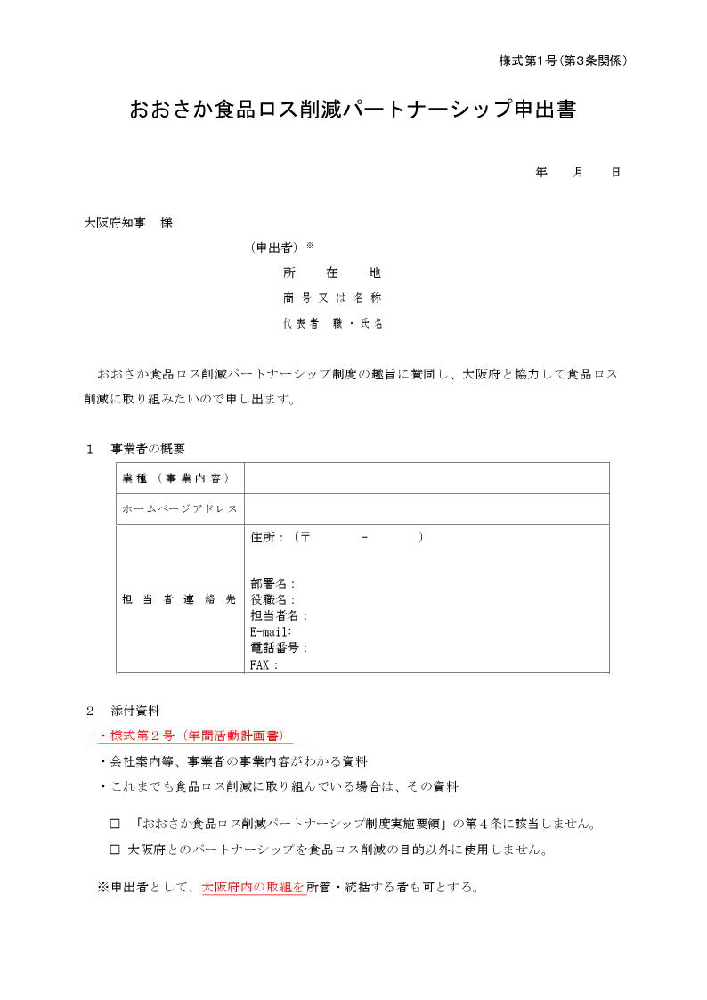 様式第1号(第3条関係)
おおさか食品ロス削減パートナーシップ申出書
年　　月　　日
大阪府知事　様
（申出者）※
所在地
商号又は名称
代表者　職・氏名
おおさか食品ロス削減パートナーシップ制度の趣旨に賛同し、大阪府と協力して食品ロス
削減に取り組みたいので申し出ます。
1　事業者の概要
業種（事業内容）
ホームページアドレス
担当者連絡先
住所：（〒　　　　－　　　　）
部署名：
役職名：
担当者名：
E-mail:
電話番号：
FAX：
２　添付資料
・様式第２号（年間活動計画書）
・会社案内等、事業者の事業内容がわかる資料
・これまでも食品ロス削減に取り組んでいる場合は、その資料
□　「おおさか食品ロス削減パートナーシップ制度実施要領」の第４条に該当しません。
□ 大阪府とのパートナーシップを食品ロス削減の目的以外に使用しません。
※申出者として、大阪府内の取組を所管・統括する者も可とする。